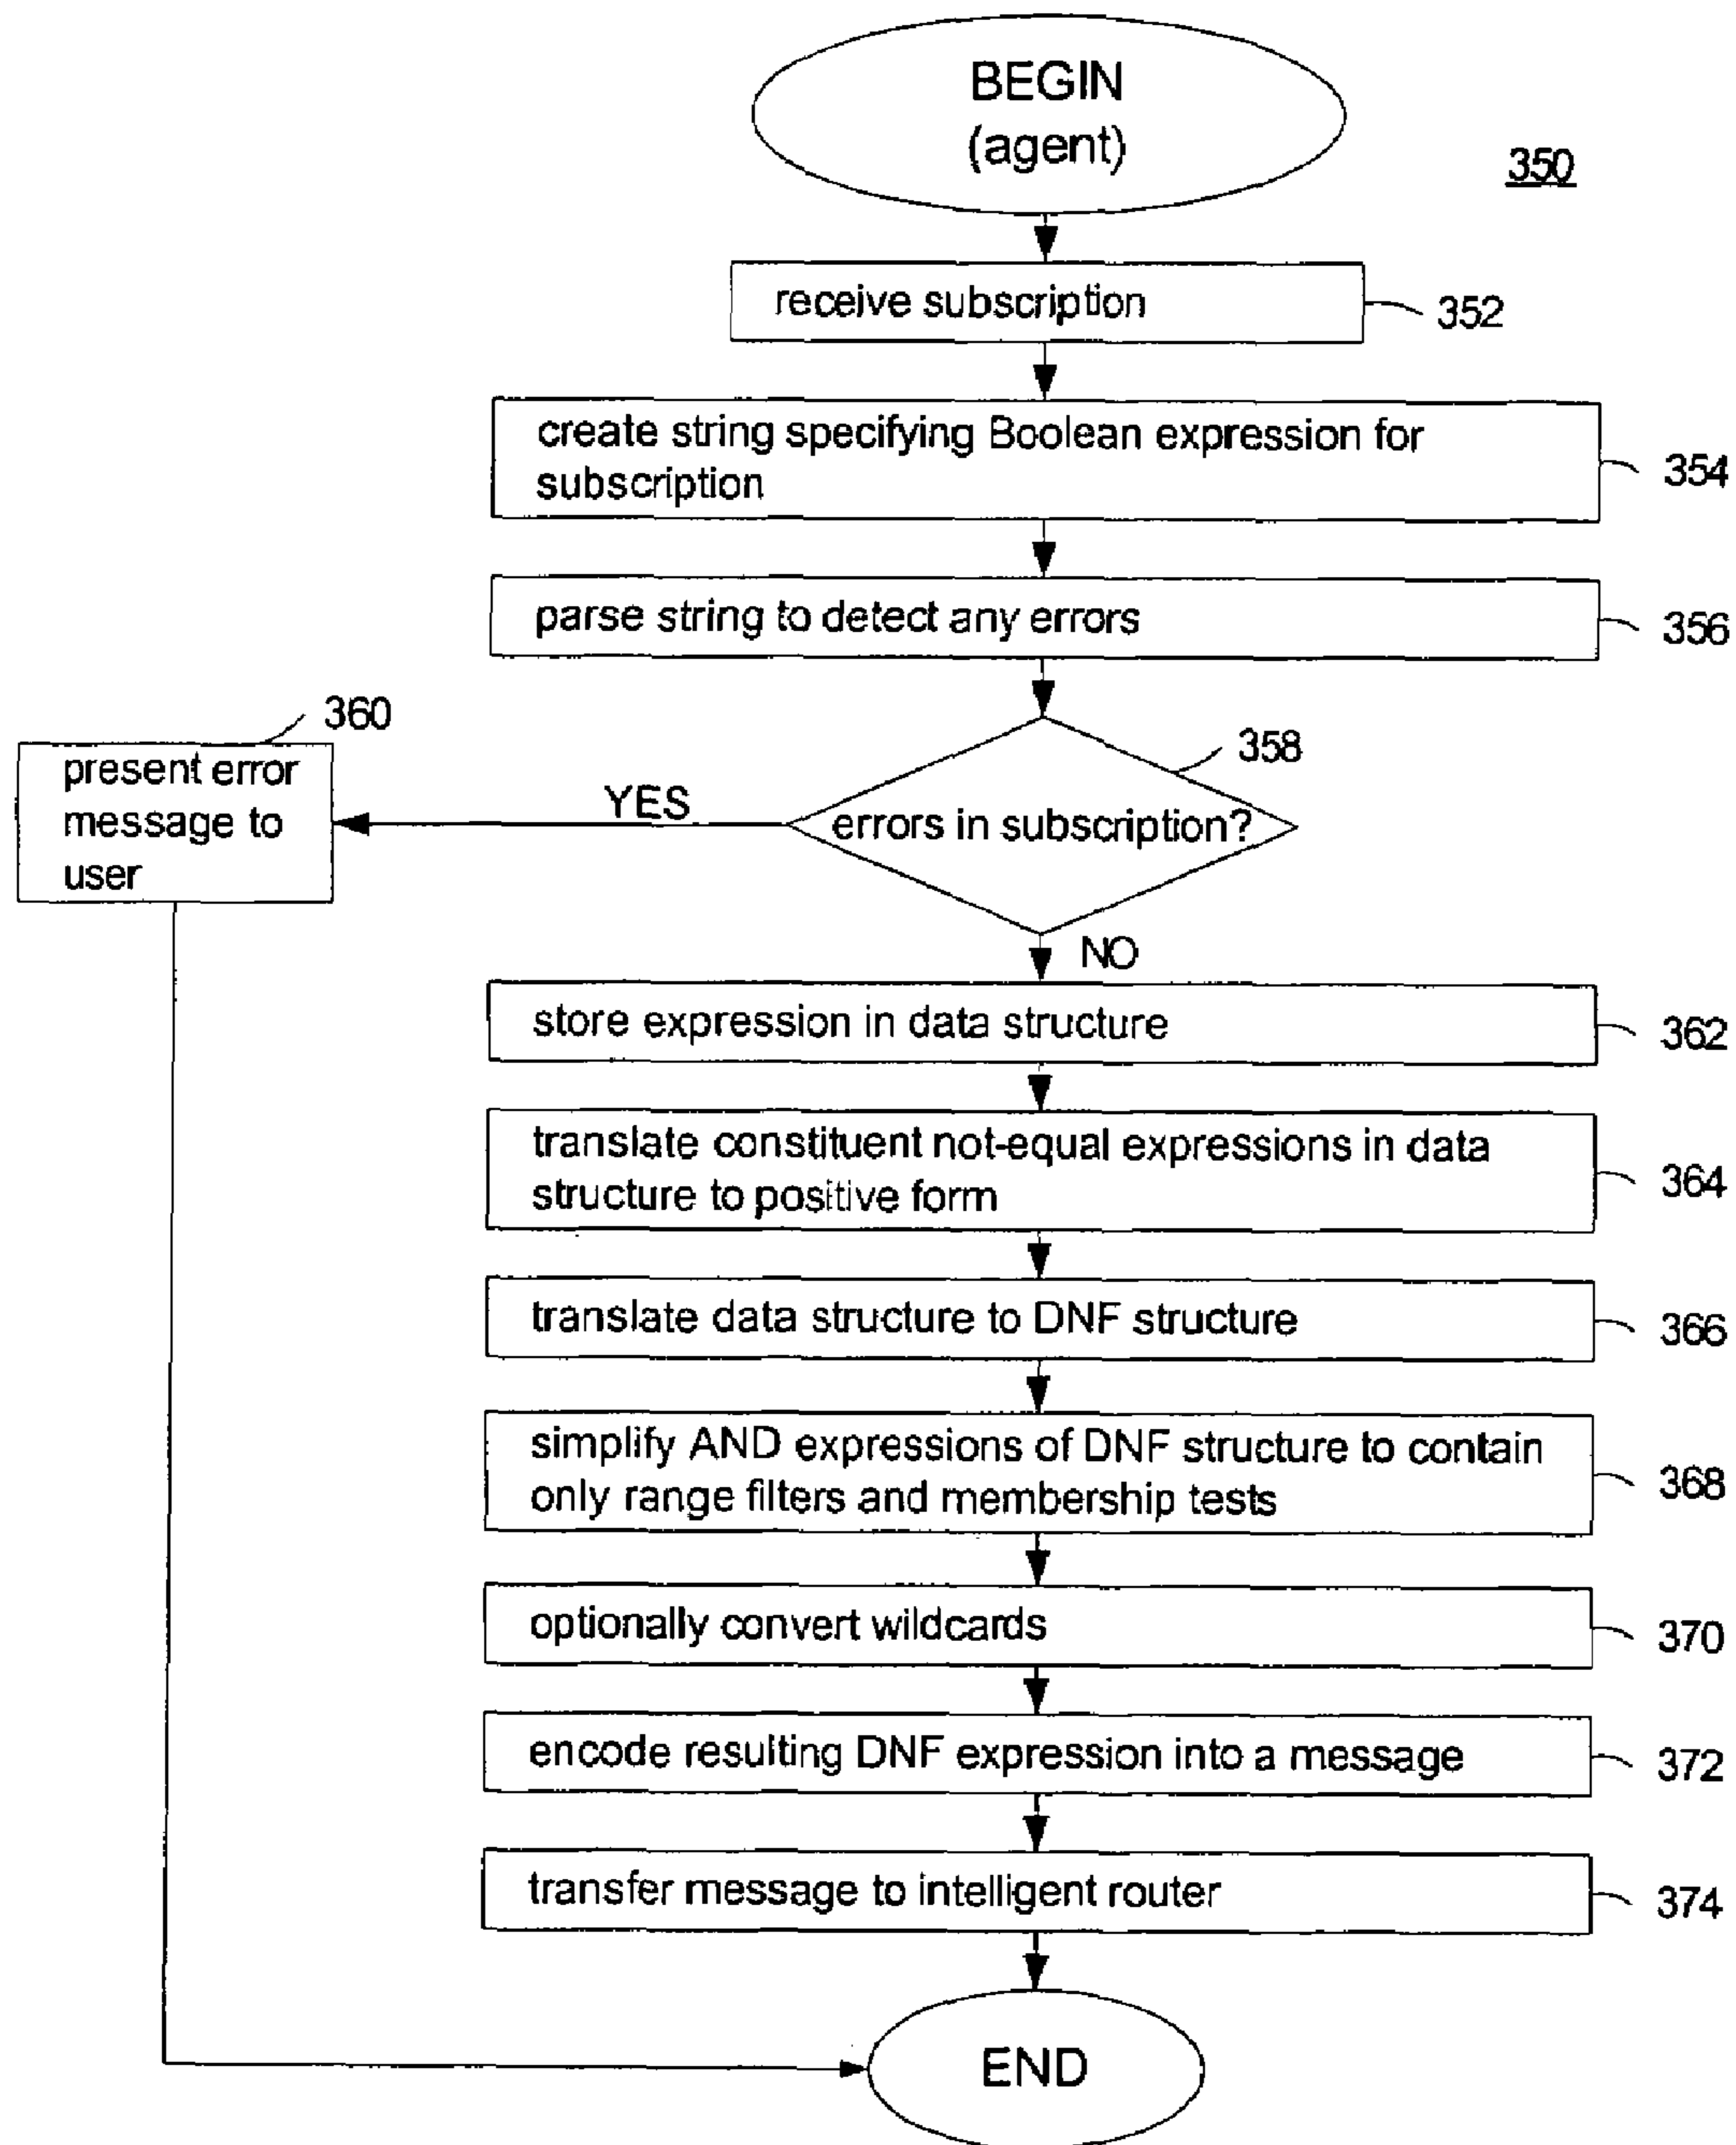 BEGIN
(agent)
350
receive subscription
352
create string specifying Boolean expression for
subscription
354
parse string to detect any errors
356
360
present error
message to
user
YES
358
errors in subscription?
NO
store expression in data structure
362
translate constituent not-equal expressions in data
structure to positive form
364
translate data structure to DNF structure
366
simplify AND expressions of DNF structure to contain
only range filters and membership tests
368
optionally convert wildcards
370
encode resulting DNF expression into a message
372
transfer message to intelligent router
374
END